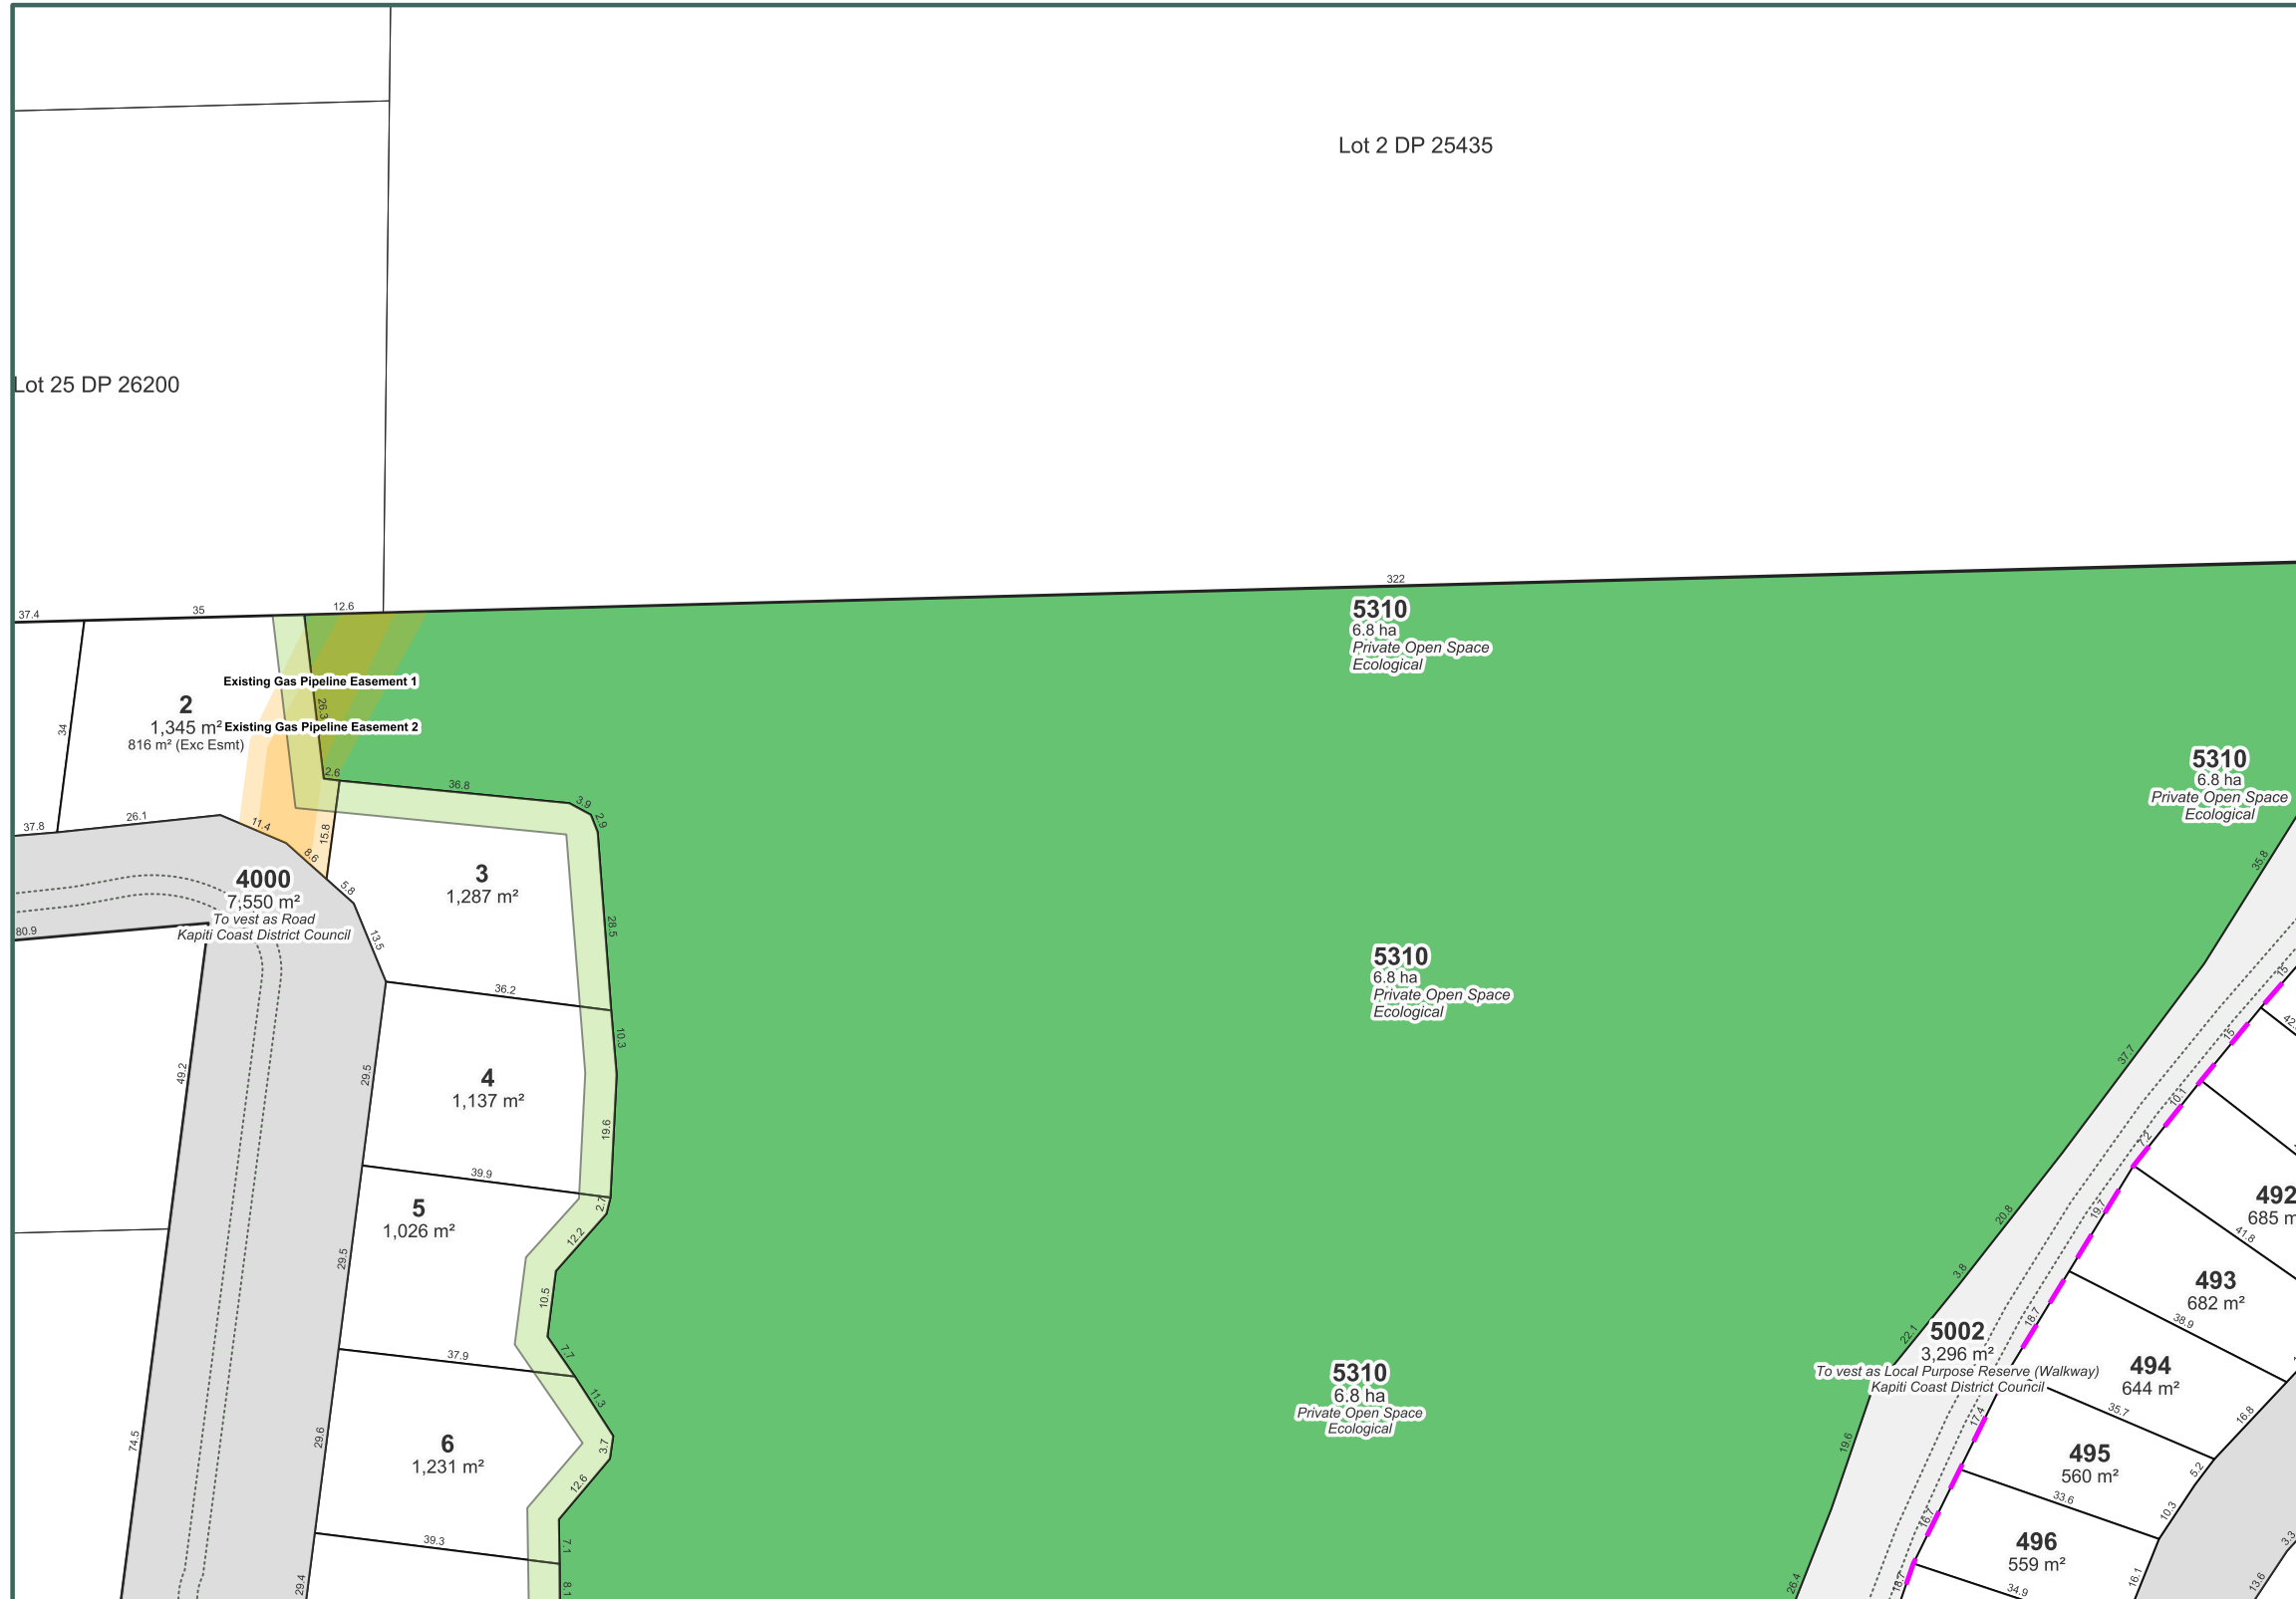 Lot 2 DP 25435
Lot 25 DP 26200
322
37.4
35
12.6
5310
6.8 ha
Private Open Space
Ecological
Existing Gas Pipeline Easement 1
26.3
2
1,345 m²
816 m² (Exc Esmt)
Existing Gas Pipeline Easement 2
34
2.6
36.8
3.9
2.9
5310
6.8 ha
Private Open Space
Ecological
37.8
26.1
11.4
8.6
15.8
5.8
35.8
3
1,287 m²
4000
7,550 m²
To vest as Road
Kapiti Coast District Council
80.9
13.5
28.5
5310
6.8 ha
Private Open Space
Ecological
15
36.2
10.3
15
42.
37.7
49.2
29.5
4
1,137 m²
10.1
19.6
7.2
39.9
2.7
5
1,026 m²
12.2
20.8
19.7
492
685 m
41.8
29.5
10.5
3.8
493
682 m²
38.9
7.7
37.9
22.1
18.7
5002
3,296 m²
To vest as Local Purpose Reserve (Walkway)
Kapiti Coast District Council
494
644 m²
35.7
11.3
5310
6.8 ha
Private Open Space
Ecological
17.4
16.8
74.5
29.6
6
1,231 m²
3.7
12.6
19.6
495
560 m²
5.2
33.6
10.3
39.3
7.1
16.7
496
559 m²
3.3
29.4
8.1
26.4
18.7
34.9
16.1
13.6